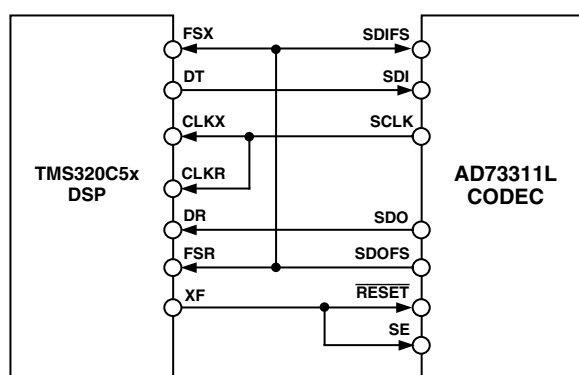 FSX SDIFS
DT SDI
CLKX SCLK
TMS320C5x
DSP
CLKR
AD73311L
CODEC
DR SDO
FSR SDOFS
XF RESET
SE